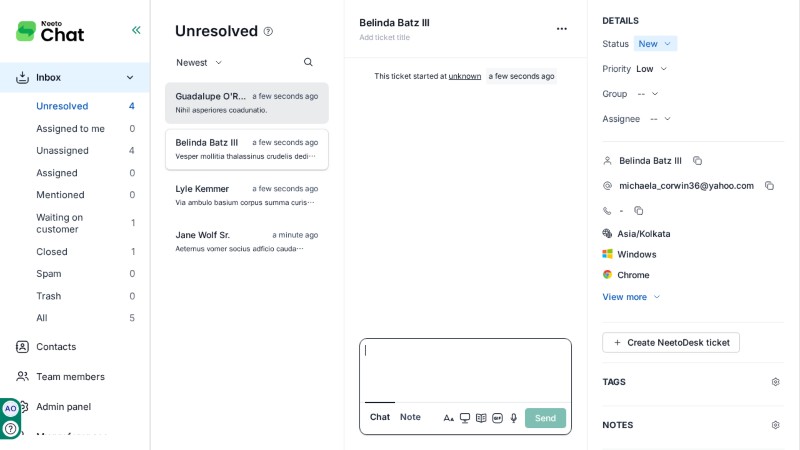 Neeto
Chat
Inbox
Unresolved 4
Assigned to me 0
Unassigned 4
Assigned 0
Mentioned 0
Waiting on
customer 1
Closed 1
Spam 0
Trash 0
All 5
Contacts
Team members
Admin panel
AO
Unresolved
Newest
Guadalupe O'R... a few seconds ago
Nihil asperiores coadunatio.
Belinda Batz III a few seconds ago
Vesper mollitia thalassinus crudelis dedi...
Lyle Kemmer a few seconds ago
Via ambulo basium corpus summa curis...
Jane Wolf Sr. a minute ago
Aeternus vomer socius adficio cauda...
Belinda Batz III
Add ticket title
This ticket started at unknown a few seconds ago
Chat Note
GIF
Send
DETAILS
Status New
Priority Low
Group --
Assignee --
Belinda Batz III
michaela_corwin36@yahoo.com
-
Asia/Kolkata
Windows
Chrome
View more
+ Create NeetoDesk ticket
TAGS
NOTES